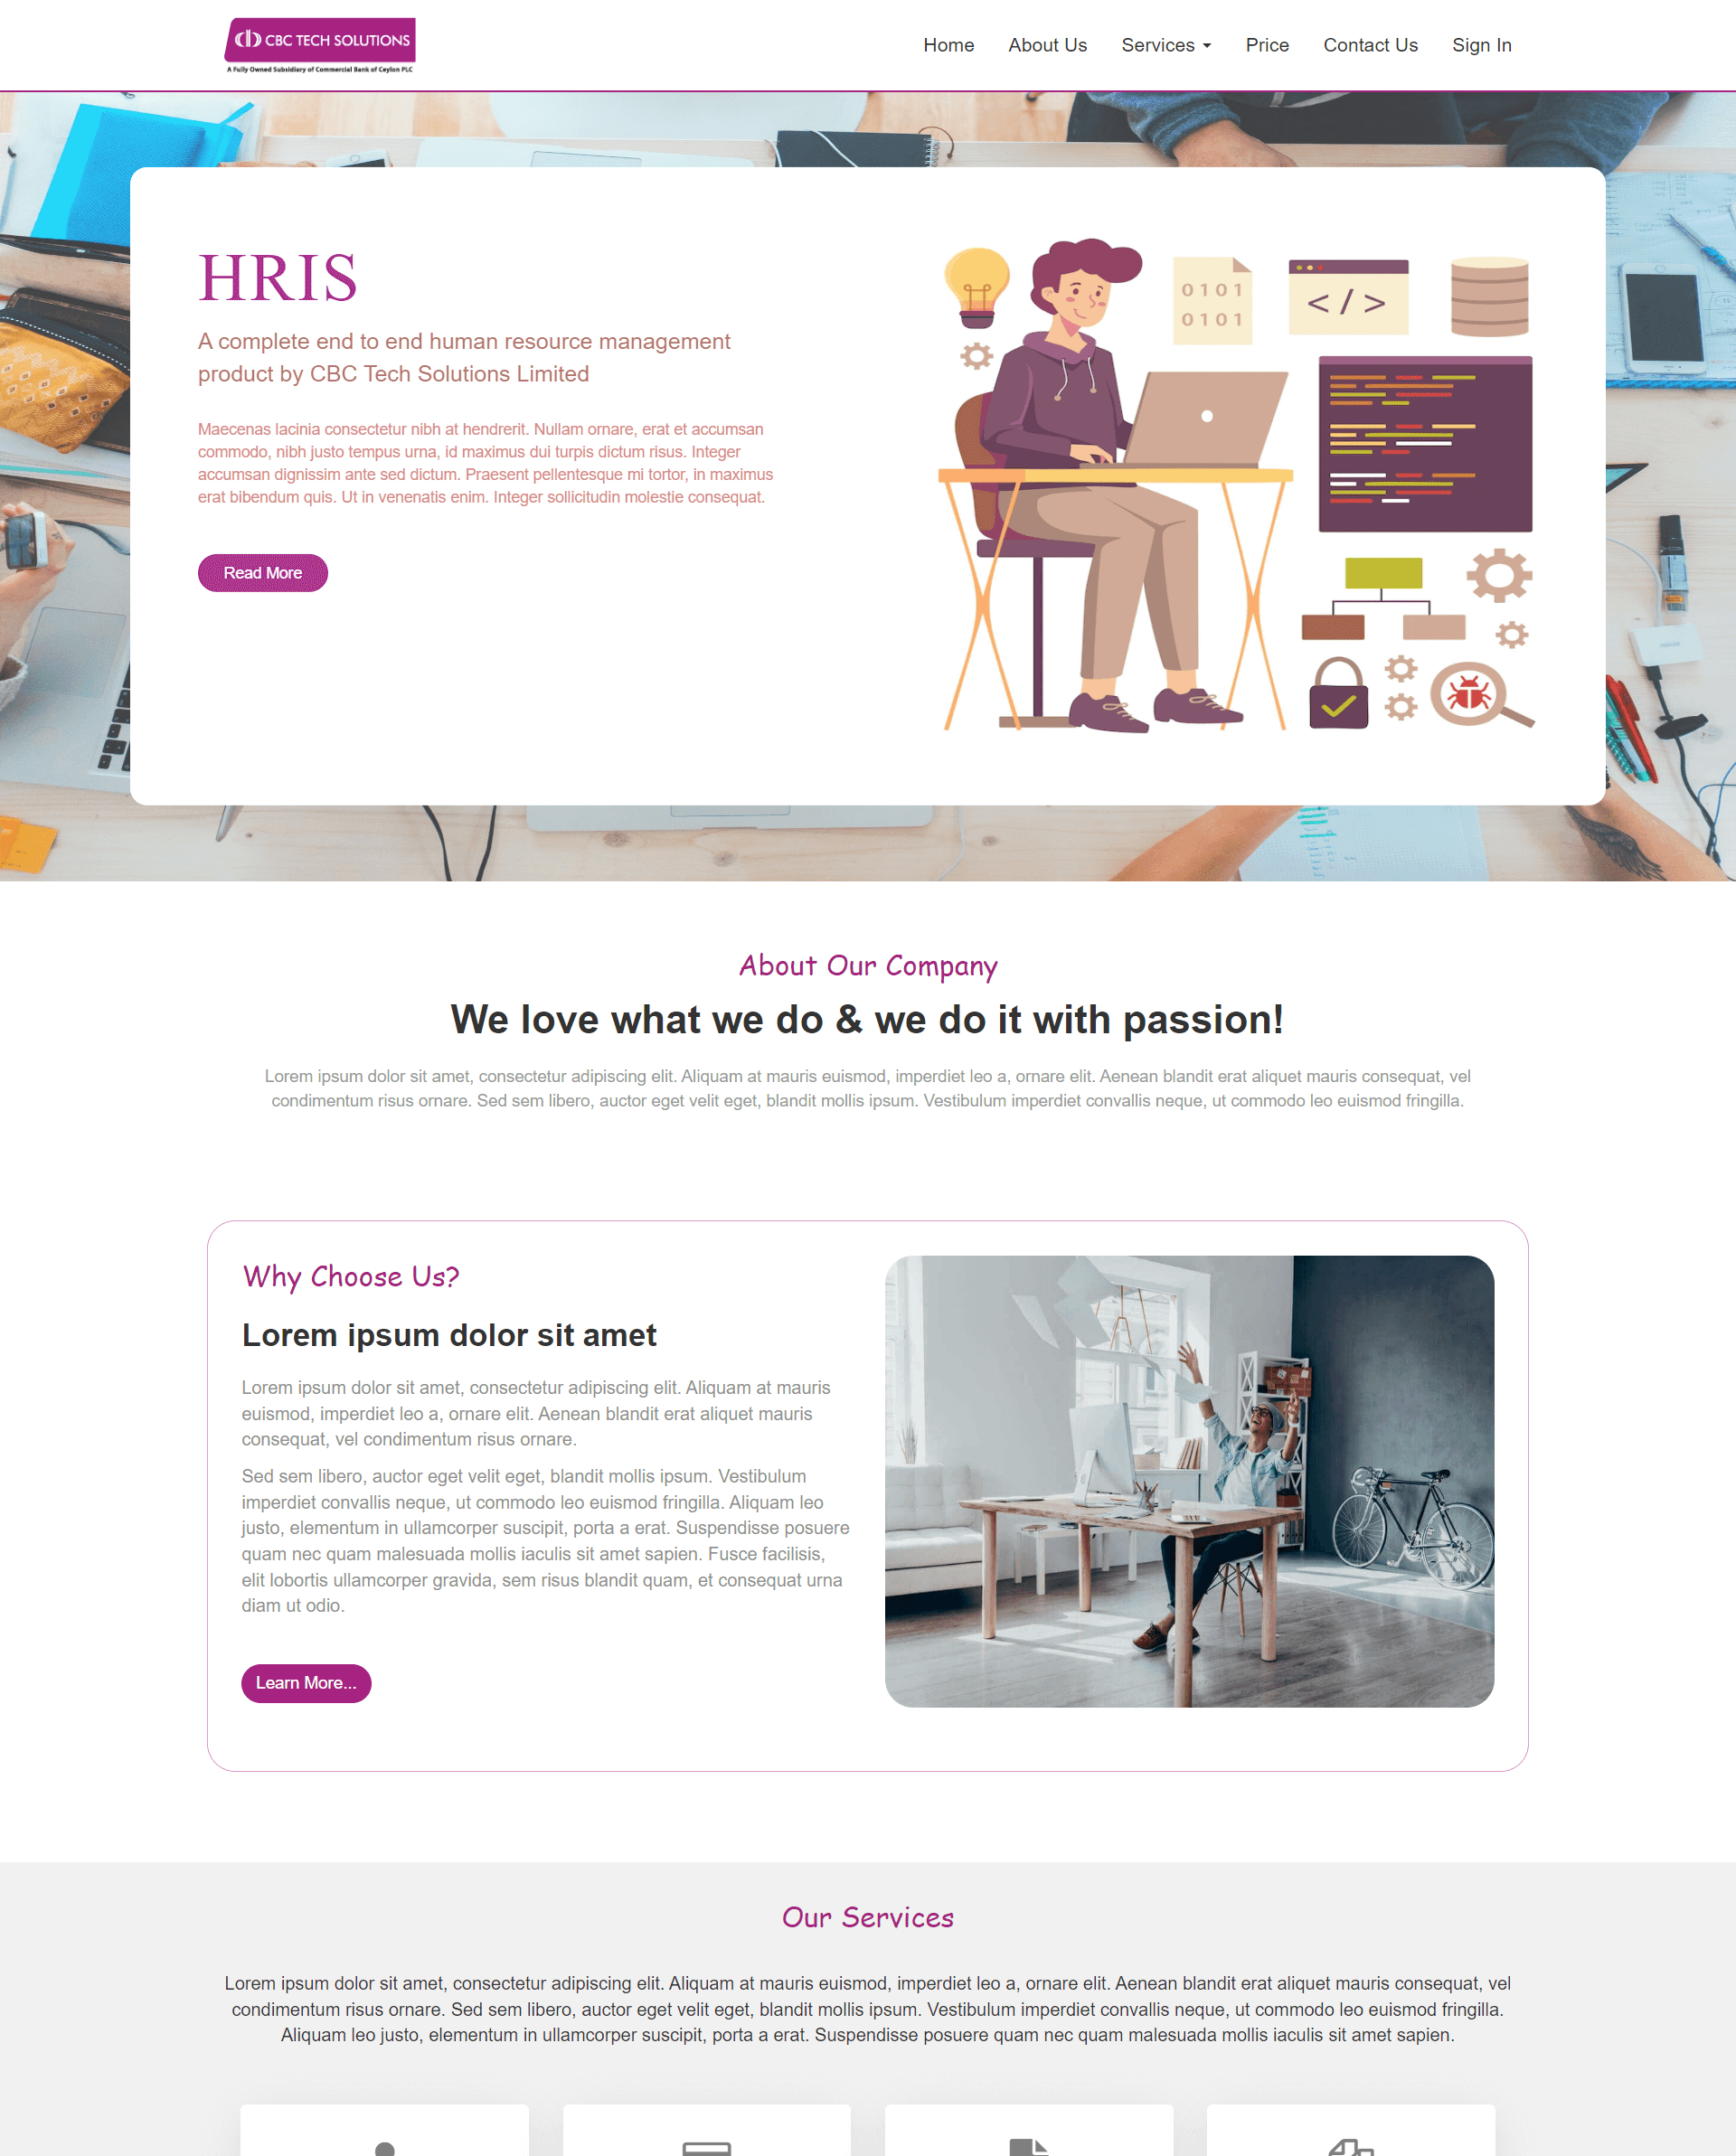 CBC TECH SOLUTIONS
A Fully Owned Subsidiary of Commercial Bank of Ceylon PLC
Home About Us Services Price Contact Us Sign In
HRIS
A complete end to end human resource management
product by CBC Tech Solutions Limited
Maecenas lacinia consectetur nibh at hendrerit. Nullam ornare, erat et accumsan
commodo, nibh justo tempus urna, id maximus dui turpis dictum risus. Integer
accumsan dignissim ante sed dictum. Praesent pellentesque mi tortor, in maximus
erat bibendum quis. Ut in venenatis enim. Integer sollicitudin molestie consequat.
Read More
0 1 0 1
0 1 0 1
< / >
About Our Company
We love what we do & we do it with passion!
Lorem ipsum dolor sit amet, consectetur adipiscing elit. Aliquam at mauris euismod, imperdiet leo a, ornare elit. Aenean blandit erat aliquet mauris consequat, vel
condimentum risus ornare. Sed sem libero, auctor eget velit eget, blandit mollis ipsum. Vestibulum imperdiet convallis neque, ut commodo leo euismod fringilla.
Why Choose Us?
Lorem ipsum dolor sit amet
Lorem ipsum dolor sit amet, consectetur adipiscing elit. Aliquam at mauris
euismod, imperdiet leo a, ornare elit. Aenean blandit erat aliquet mauris
consequat, vel condimentum risus ornare.
Sed sem libero, auctor eget velit eget, blandit mollis ipsum. Vestibulum
imperdiet convallis neque, ut commodo leo euismod fringilla. Aliquam leo
justo, elementum in ullamcorper suscipit, porta a erat. Suspendisse posuere
quam nec quam malesuada mollis iaculis sit amet sapien. Fusce facilisis,
elit lobortis ullamcorper gravida, sem risus blandit quam, et consequat urna
diam ut odio.
Learn More...
Our Services
Lorem ipsum dolor sit amet, consectetur adipiscing elit. Aliquam at mauris euismod, imperdiet leo a, ornare elit. Aenean blandit erat aliquet mauris consequat, vel
condimentum risus ornare. Sed sem libero, auctor eget velit eget, blandit mollis ipsum. Vestibulum imperdiet convallis neque, ut commodo leo euismod fringilla.
Aliquam leo justo, elementum in ullamcorper suscipit, porta a erat. Suspendisse posuere quam nec quam malesuada mollis iaculis sit amet sapien.